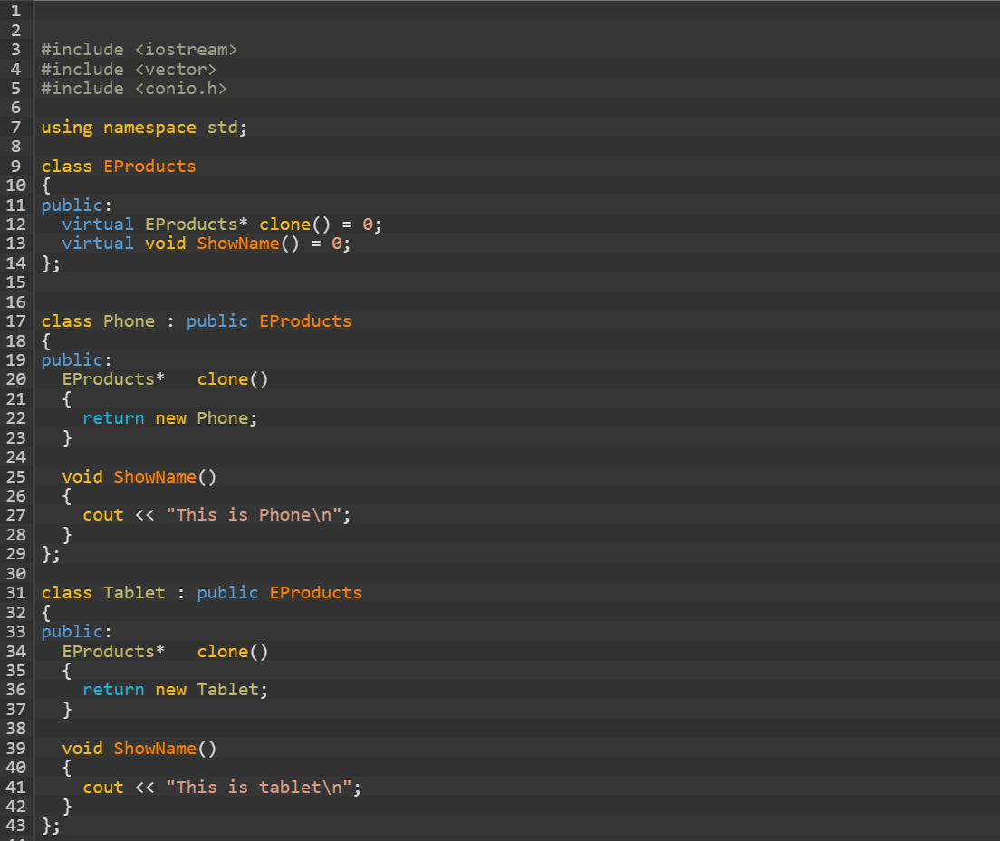 1
2
3 #include <iostream>
4 #include <vector>
5 #include <conio.h>
6
7 using namespace std;
8
9 class EProducts
10 {
11 public:
12   virtual EProducts* clone() = 0;
13   virtual void ShowName() = 0;
14 };
15
16
17 class Phone : public EProducts
18 {
19 public:
20   EProducts*   clone()
21   {
22     return new Phone;
23   }
24
25   void ShowName()
26   {
27     cout << "This is Phone\n";
28   }
29 };
30
31 class Tablet : public EProducts
32 {
33 public:
34   EProducts*   clone()
35   {
36     return new Tablet;
37   }
38
39   void ShowName()
40   {
41     cout << "This is tablet\n";
42   }
43 };